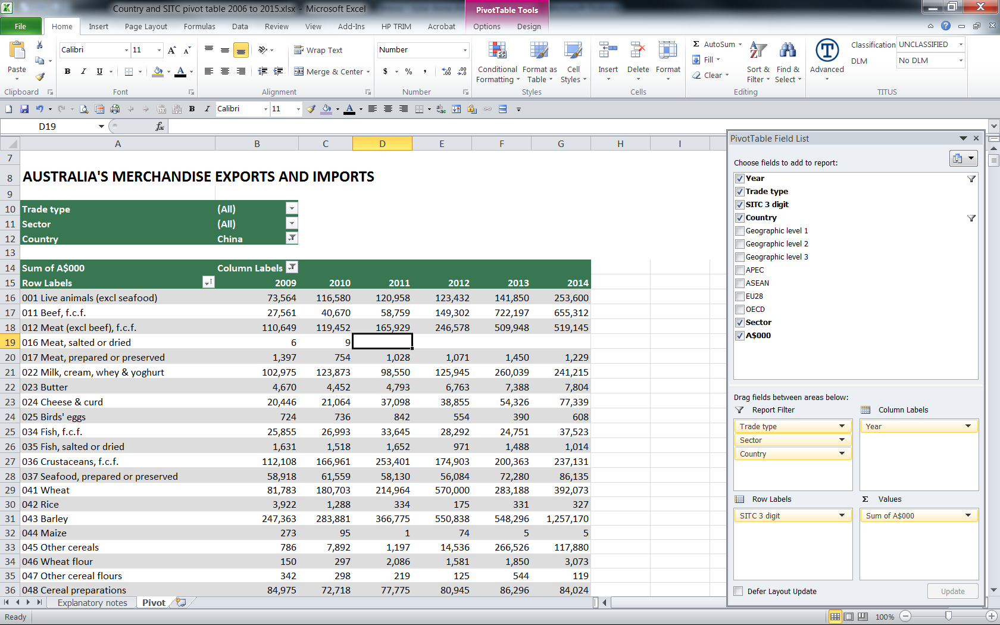 Country and SITC pivot table 2006 to 2015.xlsx - Microsoft Excel
PivotTable Tools
File Home Insert Page Layout Formulas Data Review View Add-Ins HP TRIM Acrobat Options Design
Calibri 11 Wrap Text Number AutoSum Classification UNCLASSIFIED
Fill DLM No DLM
Paste B I U Merge & Center $ % , Conditional Formatting Format as Table Cell Styles Insert Delete Format Clear Sort & Filter Find & Select Advanced
Clipboard Font Alignment Number Styles Cells Editing TITUS
B I Calibri 11
D19 fx
A B C D E F G H I
7
8 AUSTRALIA'S MERCHANDISE EXPORTS AND IMPORTS
9
10 Trade type (All)
11 Sector (All)
12 Country China
13
14 Sum of A$000 Column Labels
15 Row Labels 2009 2010 2011 2012 2013 2014
16 001 Live animals (excl seafood) 73,564 116,580 120,958 123,432 141,850 253,600
17 011 Beef, f.c.f. 27,561 40,670 58,759 149,302 722,197 655,312
18 012 Meat (excl beef), f.c.f. 110,649 119,452 165,929 246,578 509,948 519,145
19 016 Meat, salted or dried 6 9
20 017 Meat, prepared or preserved 1,397 754 1,028 1,071 1,450 1,229
21 022 Milk, cream, whey & yoghurt 102,975 123,873 98,550 125,945 260,039 241,215
22 023 Butter 4,670 4,452 4,793 6,763 7,388 7,804
23 024 Cheese & curd 20,446 21,064 37,098 38,855 54,326 77,339
24 025 Birds' eggs 724 736 842 554 390 608
25 034 Fish, f.c.f. 25,855 26,993 33,645 28,292 24,751 37,523
26 035 Fish, salted or dried 1,631 1,518 1,652 971 1,488 1,014
27 036 Crustaceans, f.c.f. 112,108 166,961 253,401 174,903 200,363 237,131
28 037 Seafood, prepared or preserved 58,918 61,559 58,130 56,084 72,280 86,135
29 041 Wheat 81,783 180,703 214,964 570,000 283,188 392,073
30 042 Rice 3,922 1,288 334 175 331 327
31 043 Barley 247,363 283,881 366,775 550,838 548,296 1,257,170
32 044 Maize 273 95 1 74 5 5
33 045 Other cereals 786 7,892 1,197 14,536 266,526 117,880
34 046 Wheat flour 150 297 2,086 1,581 1,850 3,073
35 047 Other cereal flours 342 298 219 125 544 119
36 048 Cereal preparations 84,975 72,718 77,775 80,945 86,296 84,024
Explanatory notes Pivot
Ready 100%
PivotTable Field List
Choose fields to add to report:
Year
Trade type
SITC 3 digit
Country
Geographic level 1
Geographic level 2
Geographic level 3
APEC
ASEAN
EU28
OECD
Sector
A$000
Drag fields between areas below:
Report Filter Column Labels
Trade type Year
Sector
Country
Row Labels Σ Values
SITC 3 digit Sum of A$000
Defer Layout Update Update